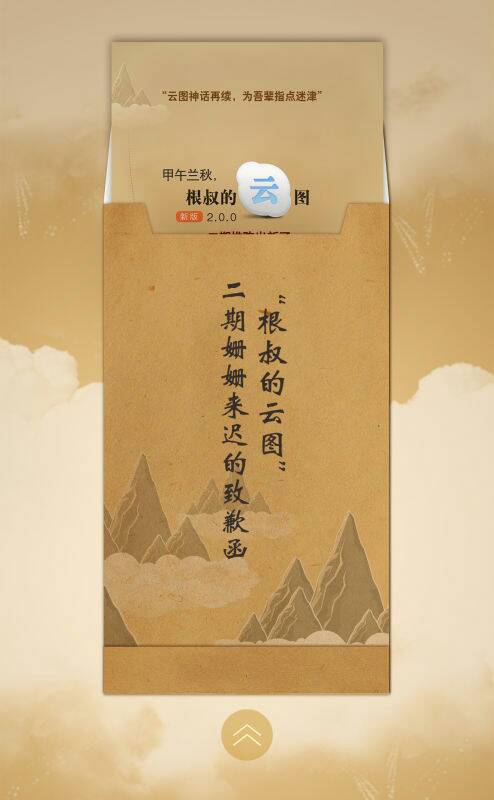 “云图神话再续，为吾辈指点迷津”
甲午兰秋，
根叔的云图
新版 2.0.0
“根叔的云图”
二期姗姗来迟的致歉函